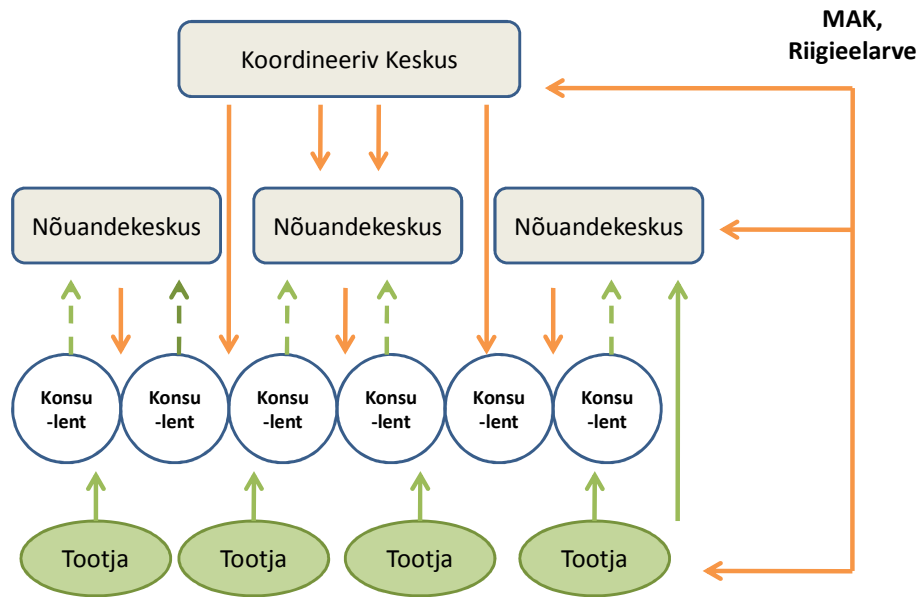 MAK,
Riigieelarve
Koordineeriv Keskus
Nõuandekeskus
Nõuandekeskus
Nõuandekeskus
Konsu
-lent
Konsu
-lent
Konsu
-lent
Konsu
-lent
Konsu
-lent
Konsu
-lent
Tootja
Tootja
Tootja
Tootja